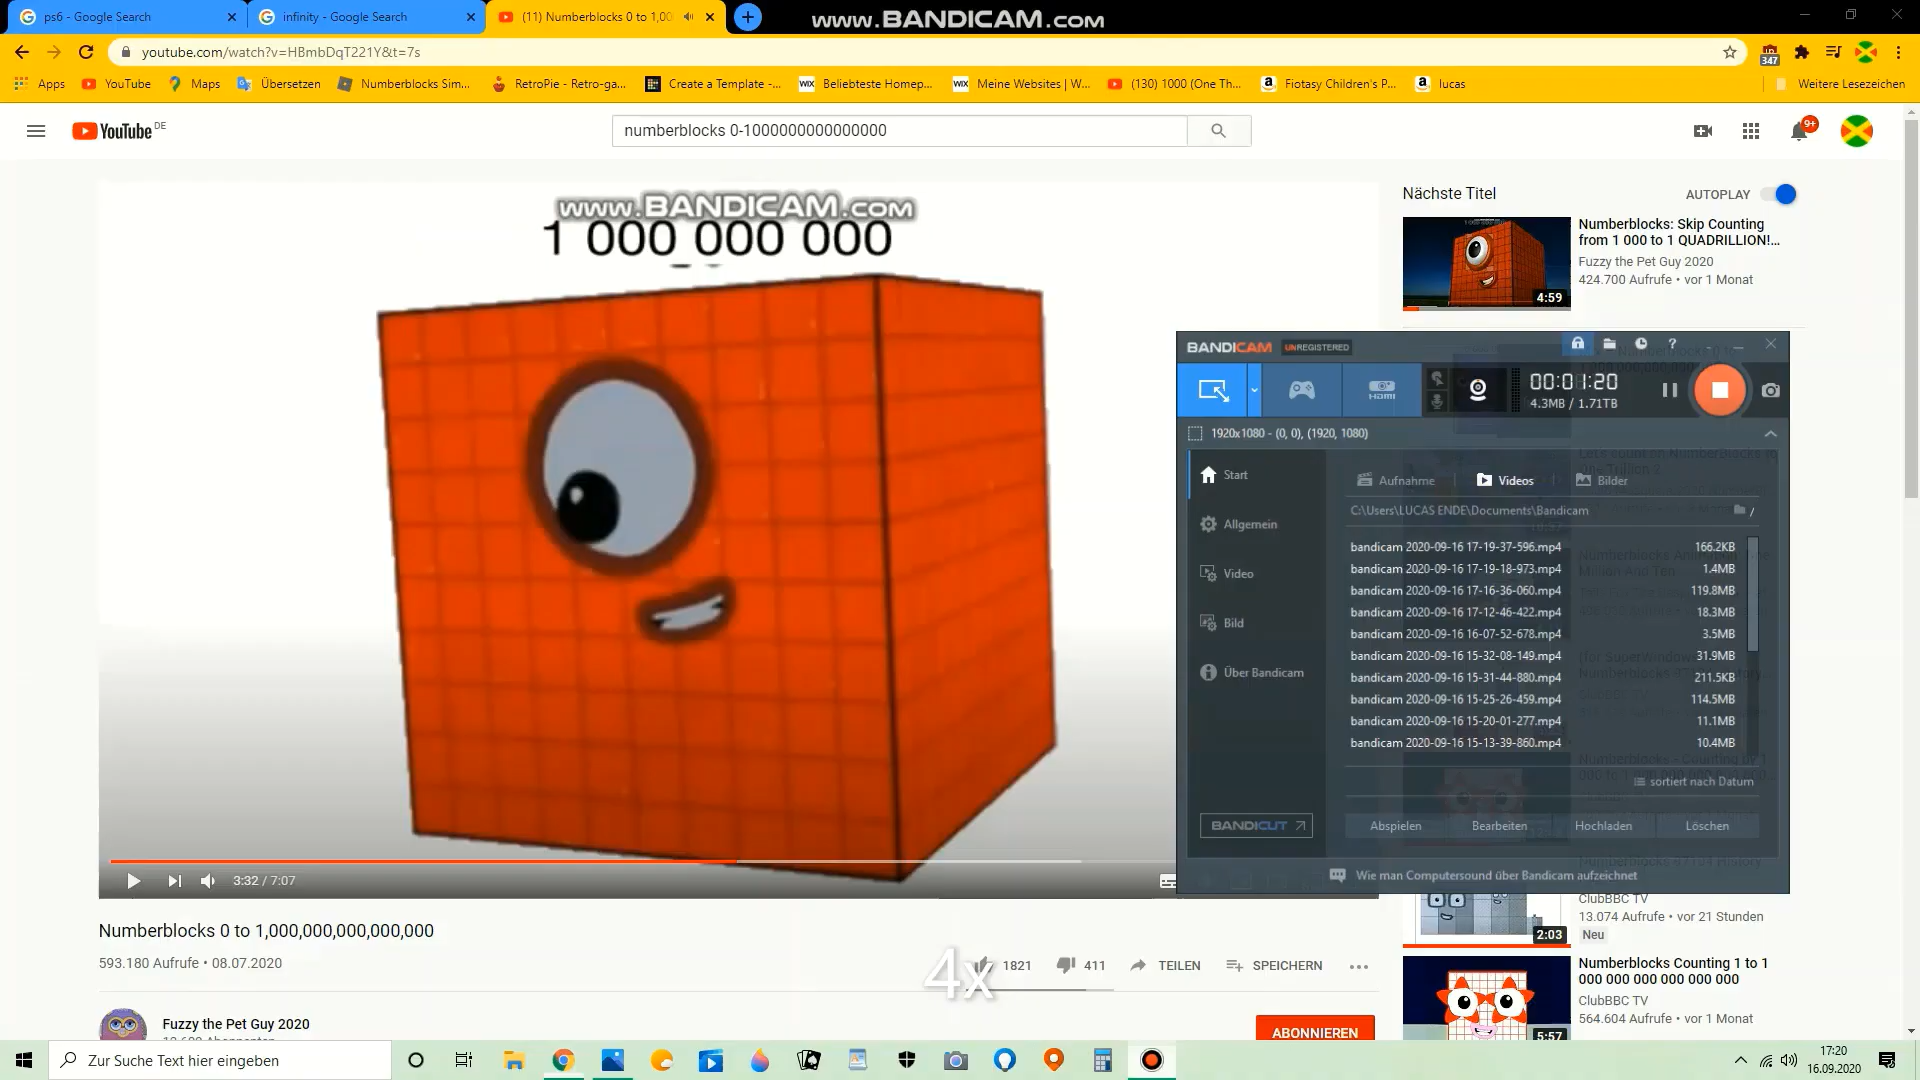 ps6 - Google Search
infinity - Google Search
(11) Numberblocks 0 to 1,00
www.BANDICAM.com
youtube.com/watch?v=HBmbDqT221Y&t=7s
347
Apps
YouTube
Maps
Übersetzen
Numberblocks Sim...
RetroPie - Retro-ga...
Create a Template -...
WIX
Beliebteste Homep...
WIX
Meine Websites | W...
(130) 1000 (One Th...
Fiotasy Children's P...
lucas
Weitere Lesezeichen
YouTube DE
numberblocks 0-1000000000000000
9+
www.BANDICAM.com
1 000 000 000
Nächste Titel
AUTOPLAY
Numberblocks: Skip Counting
from 1 000 to 1 QUADRILLION!...
Fuzzy the Pet Guy 2020
424.700 Aufrufe • vor 1 Monat
4:59
BANDICAM UNREGISTERED
?
HDMI
00:01:20
4.3MB / 1.71TB
1920x1080 - (0, 0), (1920, 1080)
Start
Allgemein
Video
Bild
Über Bandicam
BANDICUT
Aufnahme
Videos
Bilder
C:\Users\LUCAS ENDE\Documents\Bandicam
/
bandicam 2020-09-16 17-19-37-596.mp4 166.2KB
bandicam 2020-09-16 17-19-18-973.mp4 1.4MB
bandicam 2020-09-16 17-16-36-060.mp4 119.8MB
bandicam 2020-09-16 17-12-46-422.mp4 18.3MB
bandicam 2020-09-16 16-07-52-678.mp4 3.5MB
bandicam 2020-09-16 15-32-08-149.mp4 31.9MB
bandicam 2020-09-16 15-31-44-880.mp4 211.5KB
bandicam 2020-09-16 15-25-26-459.mp4 114.5MB
bandicam 2020-09-16 15-20-01-277.mp4 11.1MB
bandicam 2020-09-16 15-13-39-860.mp4 10.4MB
sortiert nach Datum
Abspielen
Bearbeiten
Hochladen
Löschen
Wie man Computersound über Bandicam aufzeichnet
3:32 / 7:07
Numberblocks 0 to 1,000,000,000,000,000
593.180 Aufrufe • 08.07.2020
4x
1821
411
TEILEN
SPEICHERN
Fuzzy the Pet Guy 2020
ABONNIEREN
ClubBBC TV
13.074 Aufrufe • vor 21 Stunden
Neu
2:03
Numberblocks Counting 1 to 1
000 000 000 000 000 000
ClubBBC TV
564.604 Aufrufe • vor 1 Monat
5:57
Zur Suche Text hier eingeben
17:20
16.09.2020